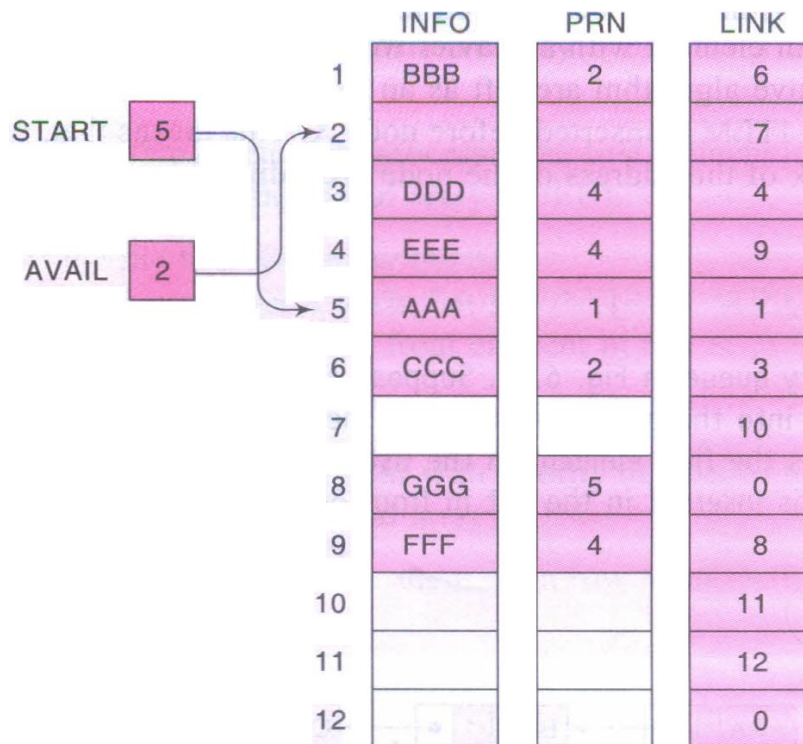 INFO PRN LINK
1 BBB 2 6
START 5 2 7
3 DDD 4 4
4 EEE 4 9
AVAIL 2
5 AAA 1 1
6 CCC 2 3
7 10
8 GGG 5 0
9 FFF 4 8
10 11
11 12
12 0